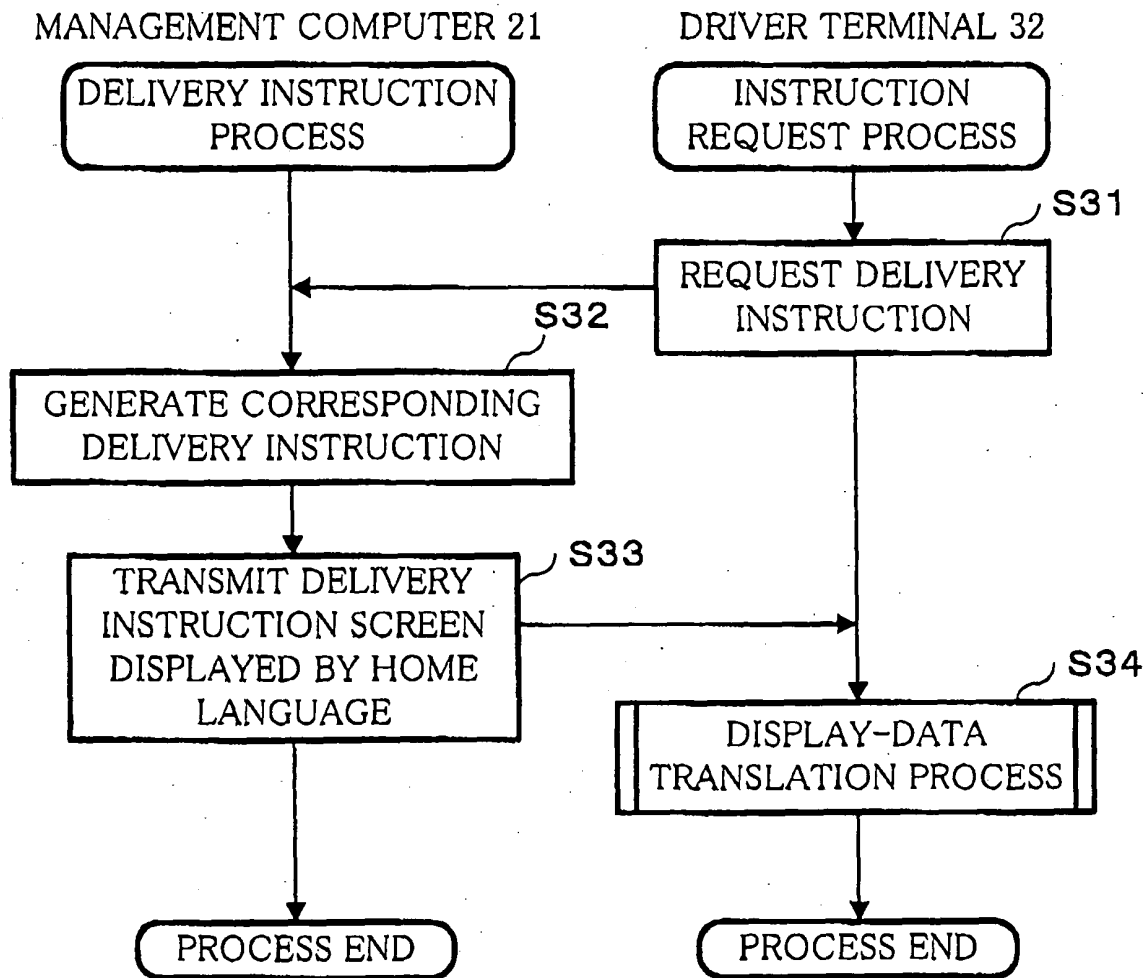 MANAGEMENT COMPUTER 21
DRIVER TERMINAL 32
DELIVERY INSTRUCTION
PROCESS
INSTRUCTION
REQUEST PROCESS
S31
REQUEST DELIVERY
INSTRUCTION
S32
GENERATE CORRESPONDING
DELIVERY INSTRUCTION
S33
TRANSMIT DELIVERY
INSTRUCTION SCREEN
DISPLAYED BY HOME
LANGUAGE
S34
DISPLAY-DATA
TRANSLATION PROCESS
PROCESS END
PROCESS END